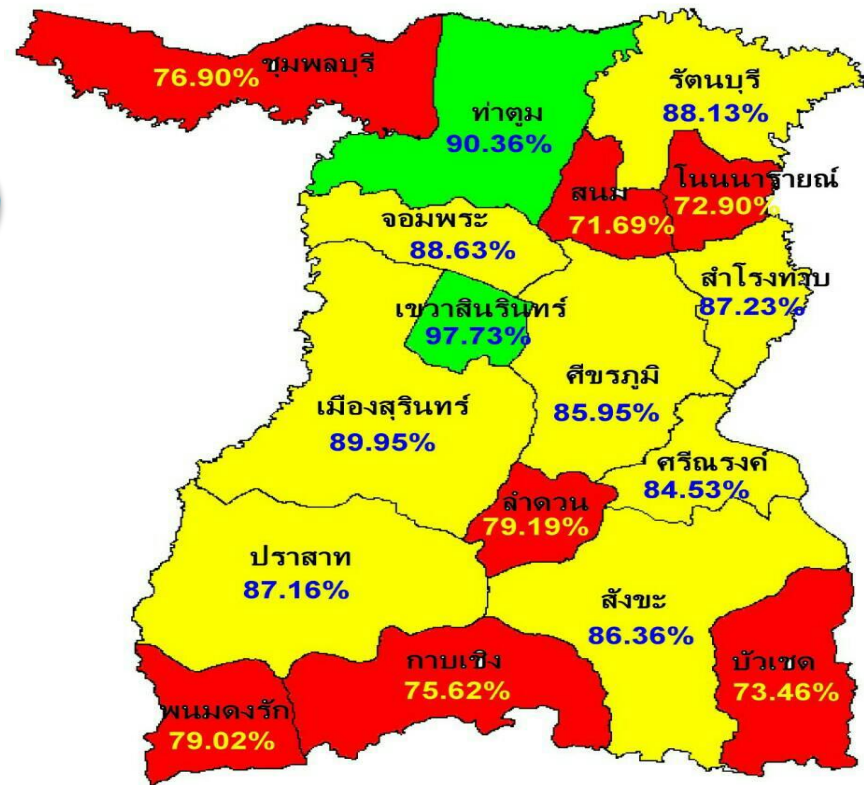 ชุมพลบุรี
76.90%
ท่าตูม
90.36%
รัตนบุรี
88.13%
สนม
71.69%
โนนนารายณ์
72.90%
จอมพระ
88.63%
สำโรงทาบ
87.23%
เขวาสินรินทร์
97.73%
ศีขรภูมิ
85.95%
เมืองสุรินทร์
89.95%
ศรีณรงค์
84.53%
ลำดวน
79.19%
ปราสาท
87.16%
สังขะ
86.36%
กาบเชิง
75.62%
บัวเชด
73.46%
พนมดงรัก
79.02%